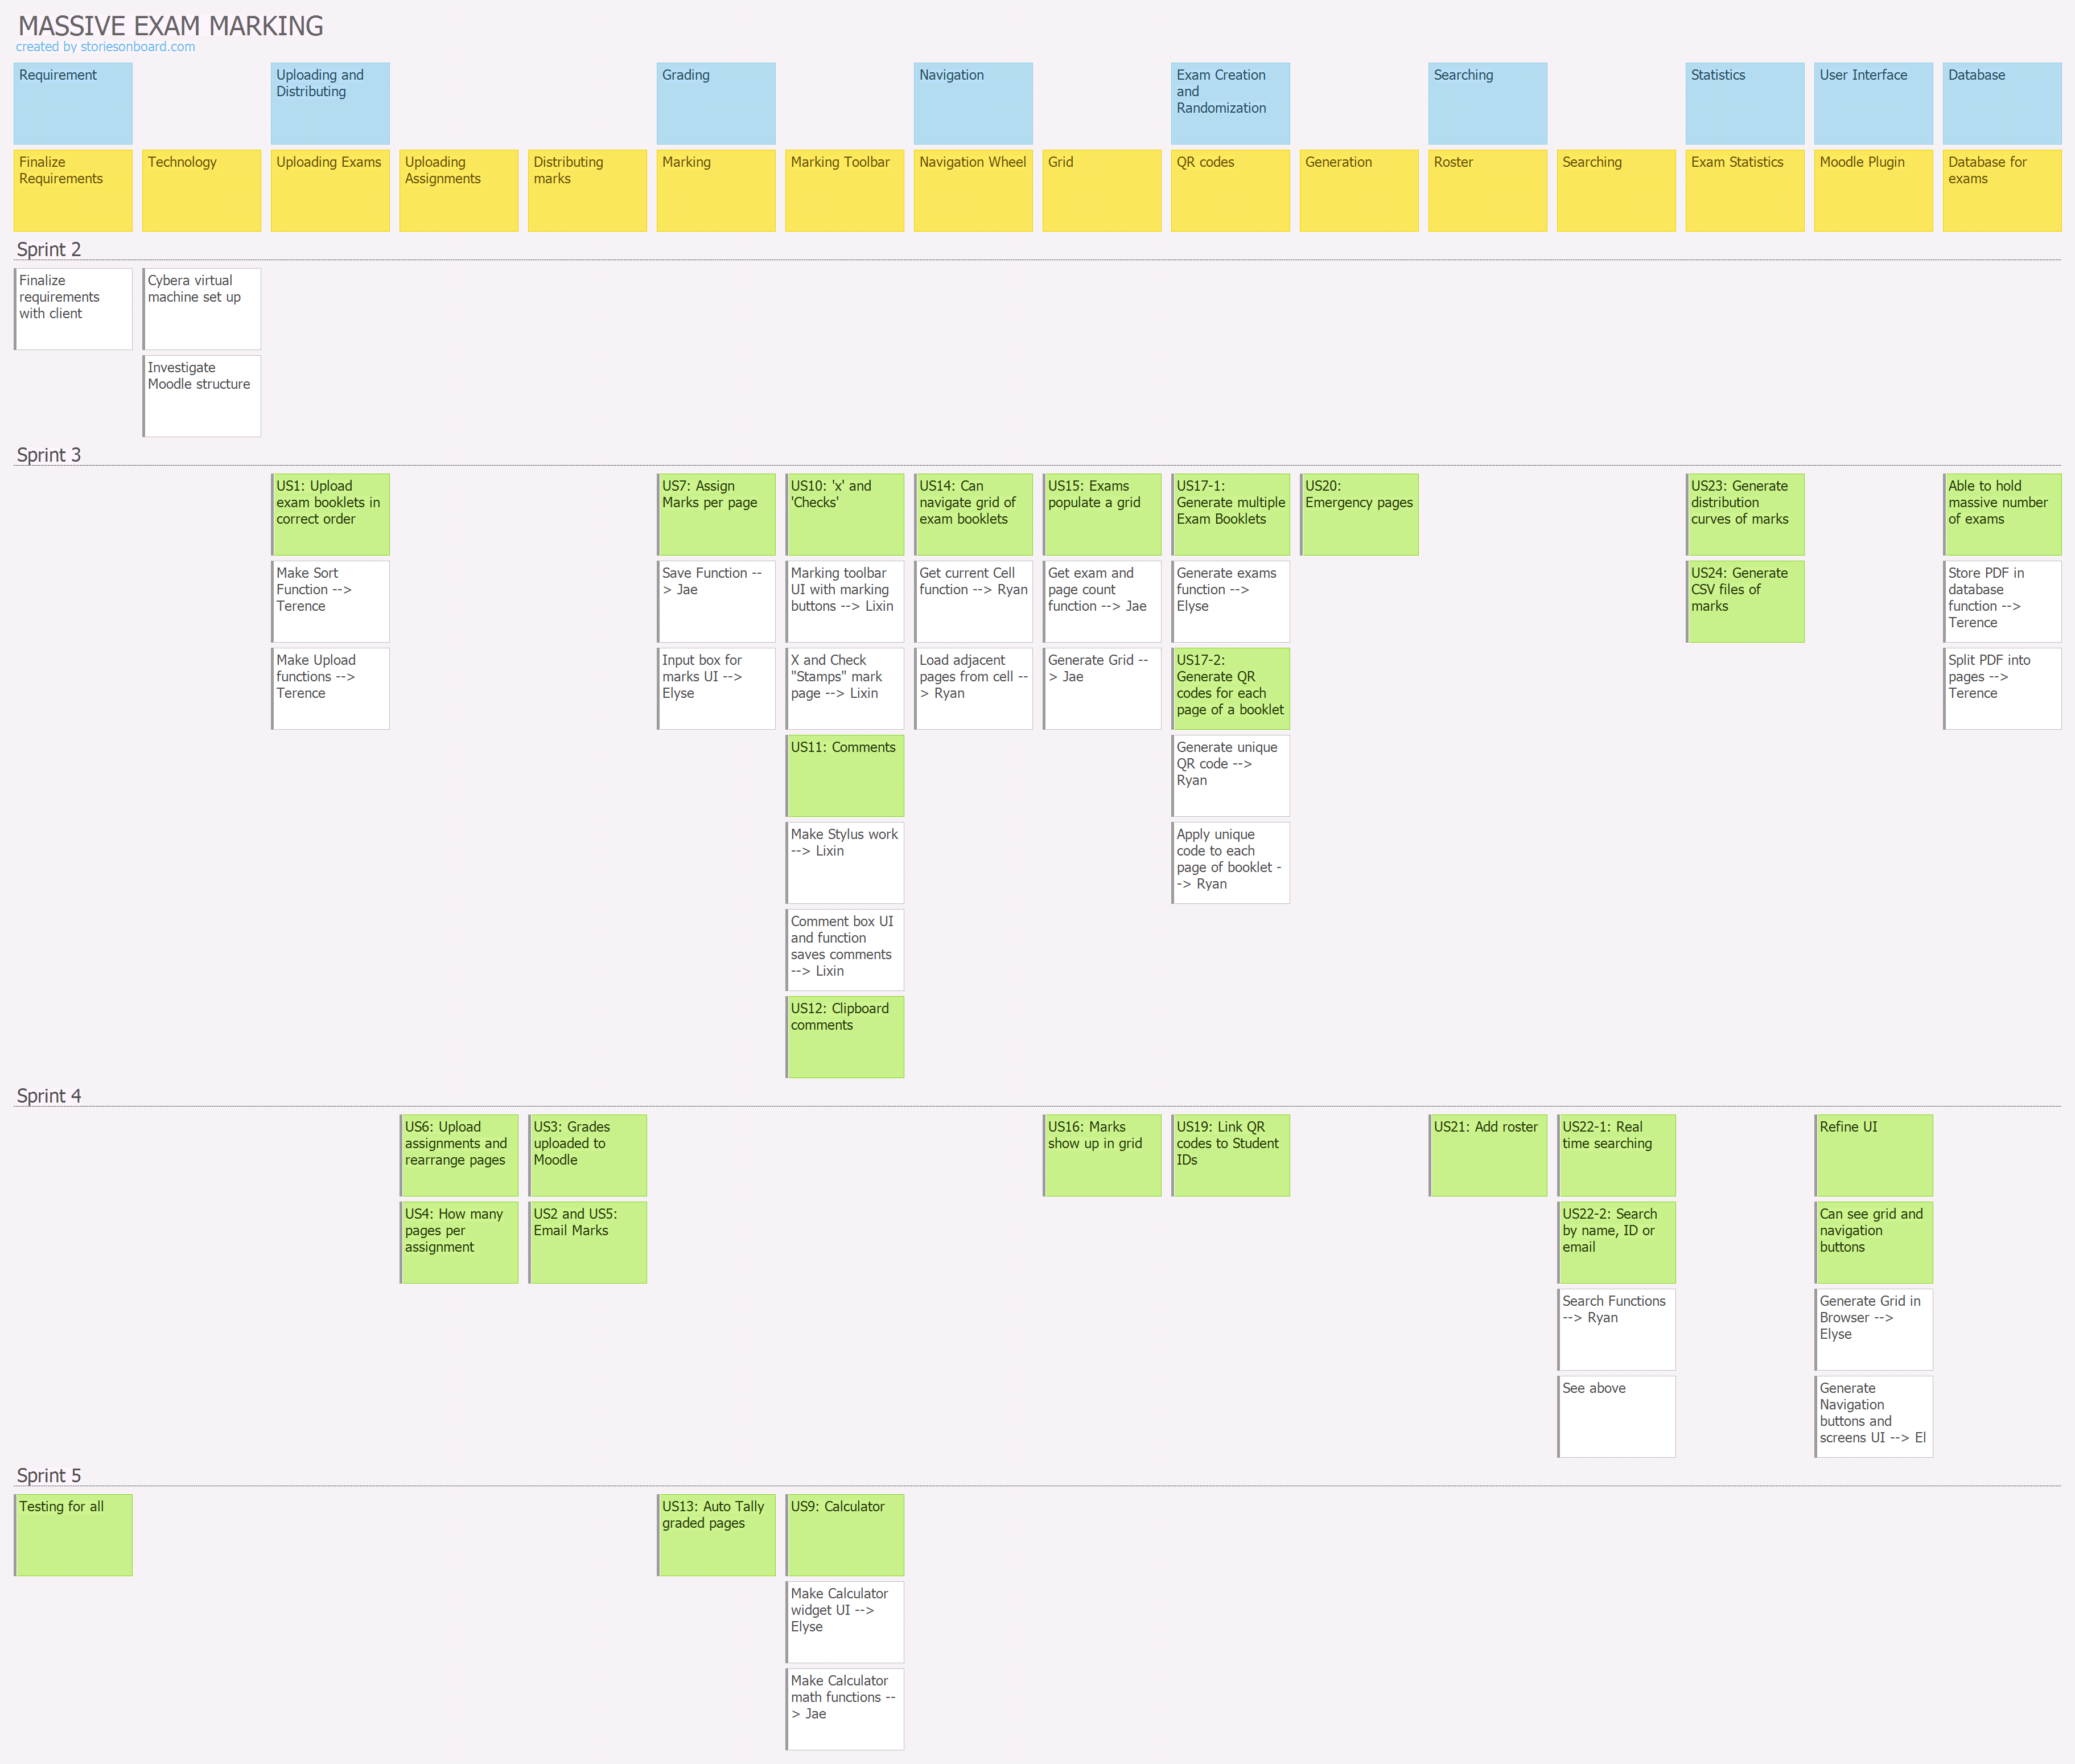 MASSIVE EXAM MARKING
created by storiesonboard.com
Requirement
Uploading and
Distributing
Grading
Navigation
Exam Creation
and
Randomization
Searching
Statistics
User Interface
Database
Finalize
Requirements
Technology
Uploading Exams
Uploading
Assignments
Distributing
marks
Marking
Marking Toolbar
Navigation Wheel
Grid
QR codes
Generation
Roster
Searching
Exam Statistics
Moodle Plugin
Database for
exams
Sprint 2
Finalize
requirements
with client
Cybera virtual
machine set up
Investigate
Moodle structure
Sprint 3
US1: Upload
exam booklets in
correct order
Make Sort
Function -->
Terence
Make Upload
functions -->
Terence
US7: Assign
Marks per page
Save Function --
> Jae
Input box for
marks UI -->
Elyse
US10: 'x' and
'Checks'
Marking toolbar
UI with marking
buttons --> Lixin
X and Check
"Stamps" mark
page --> Lixin
US11: Comments
Make Stylus work
--> Lixin
Comment box UI
and function
saves comments
--> Lixin
US12: Clipboard
comments
US14: Can
navigate grid of
exam booklets
Get current Cell
function --> Ryan
Load adjacent
pages from cell --
> Ryan
US15: Exams
populate a grid
Get exam and
page count
function --> Jae
Generate Grid --
> Jae
US17-1:
Generate multiple
Exam Booklets
Generate exams
function -->
Elyse
US17-2:
Generate QR
codes for each
page of a booklet
Generate unique
QR code -->
Ryan
Apply unique
code to each
page of booklet -
-> Ryan
US20:
Emergency pages
US23: Generate
distribution
curves of marks
US24: Generate
CSV files of
marks
Able to hold
massive number
of exams
Store PDF in
database
function -->
Terence
Split PDF into
pages -->
Terence
Sprint 4
US6: Upload
assignments and
rearrange pages
US4: How many
pages per
assignment
US3: Grades
uploaded to
Moodle
US2 and US5:
Email Marks
US16: Marks
show up in grid
US19: Link QR
codes to Student
IDs
US21: Add roster
US22-1: Real
time searching
US22-2: Search
by name, ID or
email
Search Functions
--> Ryan
See above
Refine UI
Can see grid and
navigation
buttons
Generate Grid in
Browser -->
Elyse
Generate
Navigation
buttons and
screens UI --> El
Sprint 5
Testing for all
US13: Auto Tally
graded pages
US9: Calculator
Make Calculator
widget UI -->
Elyse
Make Calculator
math functions --
> Jae